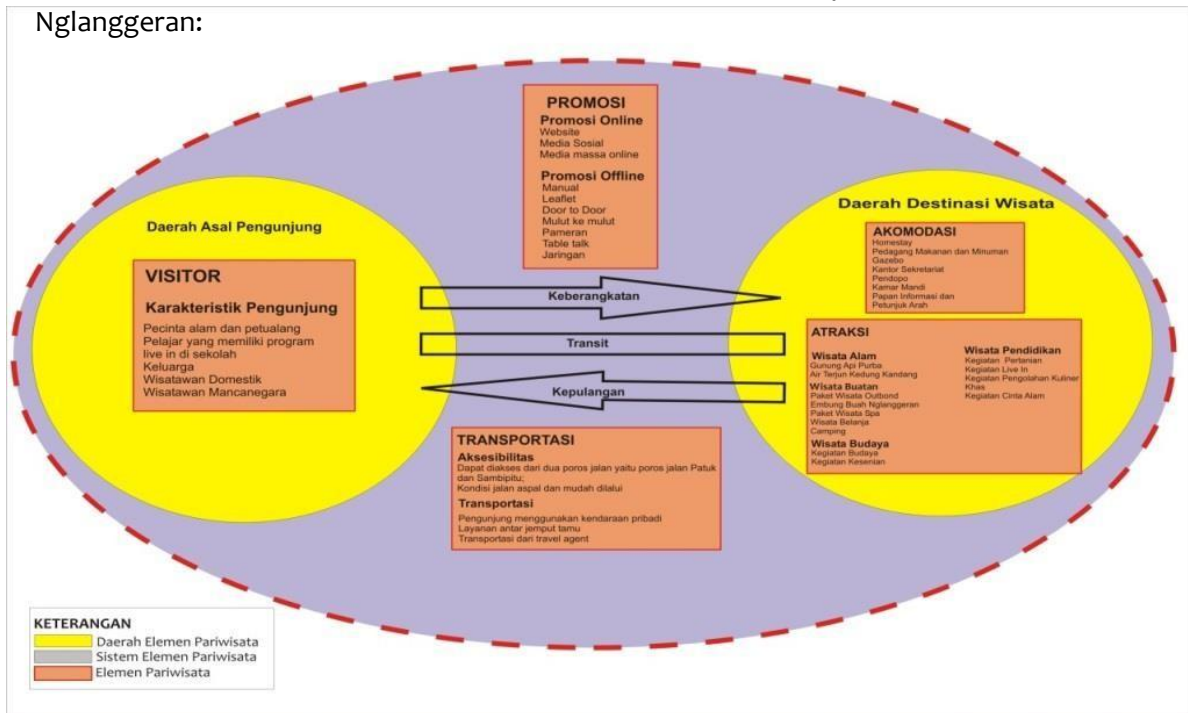 Nglanggeran:
PROMOSI
Promosi Online
Website
Media Sosial
Media massa online
Promosi Offline
Manual
Leaflet
Door to Door
Mulut ke mulut
Pameran
Table talk
Jaringan
Daerah Asal Pengunjung
VISITOR
Karakteristik Pengunjung
Pecinta alam dan petualang
Pelajar yang memiliki program
live in di sekolah
Keluarga
Wisatawan Domestik
Wisatawan Mancanegara
Keberangkatan
Transit
Kepulangan
Daerah Destinasi Wisata
AKOMODASI
Homestay
Pedagang Makanan dan Minuman
Gazebo
Kantor Sekretariat
Pendopo
Kamar Mandi
Papan Informasi dan
Petunjuk Arah
ATRAKSI
Wisata Alam
Gunung Api Purba
Air Terjun Kedung Kandang
Wisata Buatan
Paket Wisata Outbond
Embung Buah Nglanggeran
Paket Wisata Spa
Wisata Belanja
Camping
Wisata Budaya
Kegiatan Budaya
Kegiatan Kesenian
Wisata Pendidikan
Kegiatan Pertanian
Kegiatan Live In
Kegiatan Pengolahan Kuliner
Khas
Kegiatan Cinta Alam
TRANSPORTASI
Aksesibilitas
Dapat diakses dari dua poros jalan yaitu poros jalan Patuk
dan Sambipitu;
Kondisi jalan aspal dan mudah dilalui
Transportasi
Pengunjung menggunakan kendaraan pribadi
Layanan antar jemput tamu
Transportasi dari travel agent
KETERANGAN
Daerah Elemen Pariwisata
Sistem Elemen Pariwisata
Elemen Pariwisata